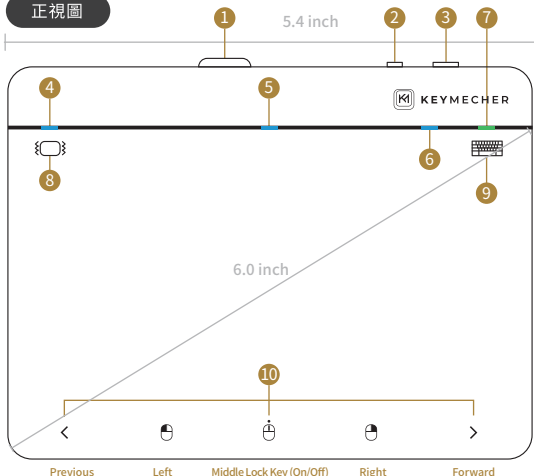 正視圖
5.4 inch
1
2
3
7
KEYMECHER
4
5
6
8
9
6.0 inch
10
Previous Left Middle Lock Key (On/Off) Right Forward